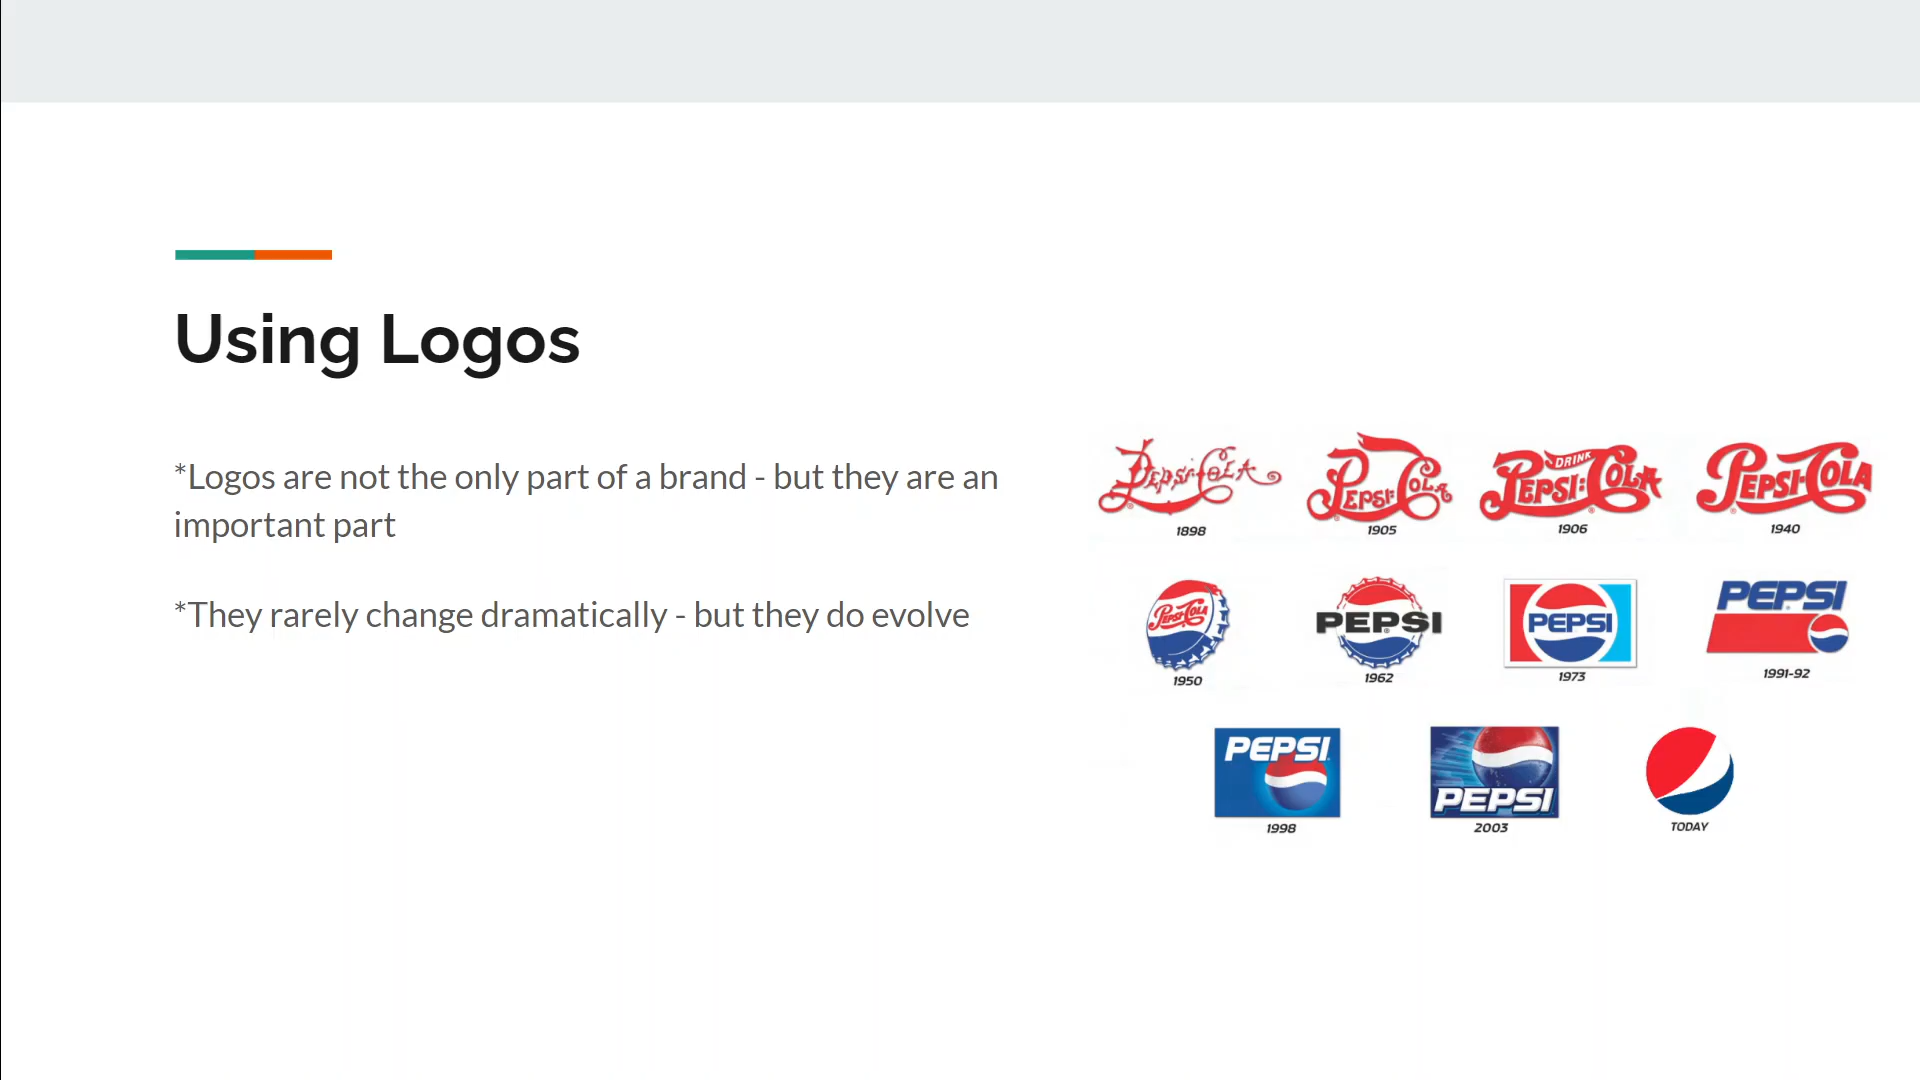 Using Logos
*Logos are not the only part of a brand - but they are an
important part
*They rarely change dramatically - but they do evolve
PEPSI-COLA PEPSI:COLA DRINK PEPSI:COLA PEPSI-COLA
1898 1905 1906 1940
PEPSI-COLA PEPSI PEPSI PEPSI
1950 1962 1973 1991-92
PEPSI PEPSI
1998 2003 TODAY